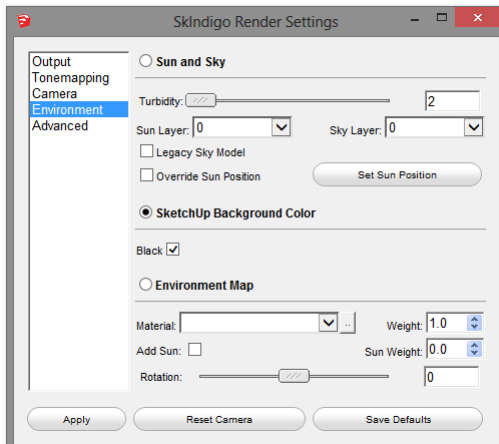 SkIndigo Render Settings
Output
Tonemapping
Camera
Environment
Advanced
Sun and Sky
Turbidity: 2
Sun Layer: 0 Sky Layer: 0
Legacy Sky Model
Override Sun Position Set Sun Position
SketchUp Background Color
Black
Environment Map
Material: .. Weight: 1.0
Add Sun: Sun Weight: 0.0
Rotation: 0
Apply Reset Camera Save Defaults